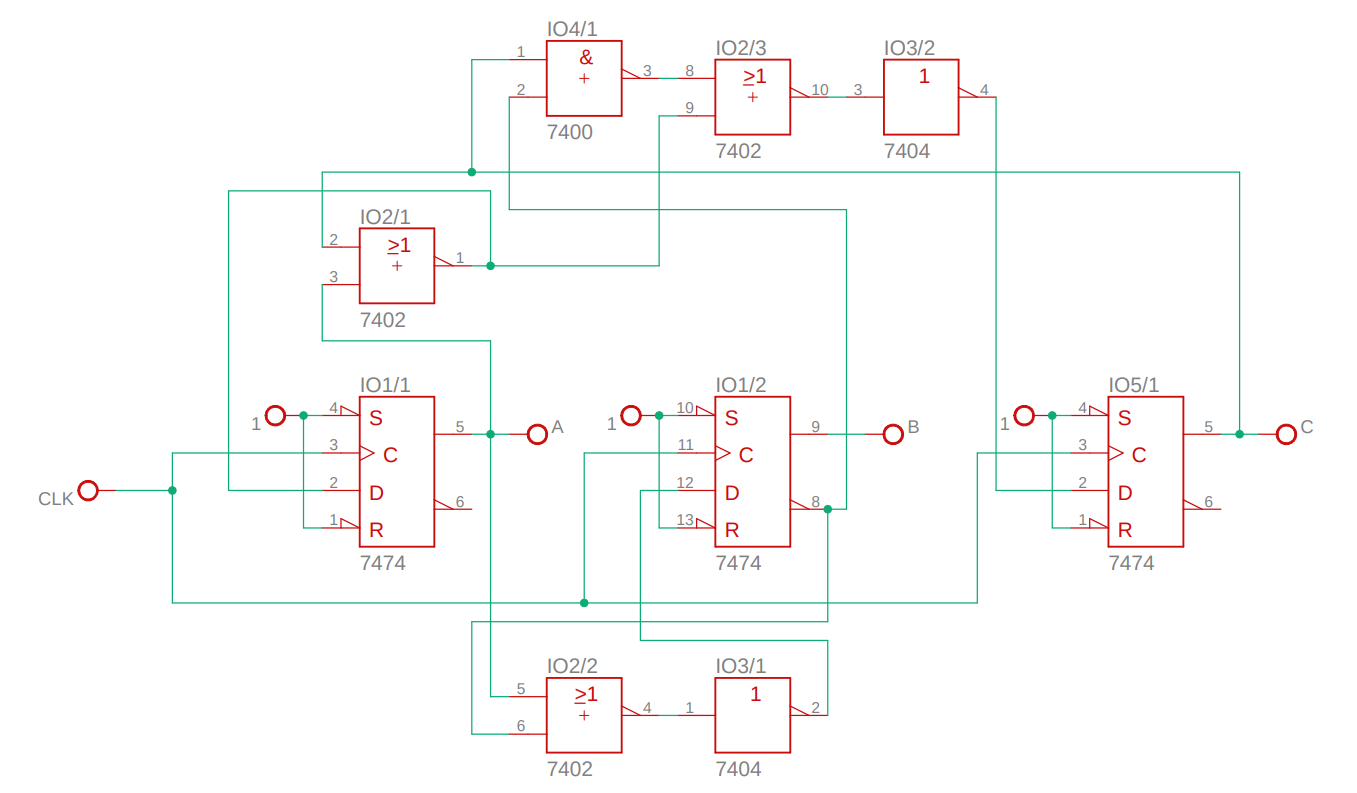 IO4/1
1
&
+
2
3
7400
IO2/3
8
≥1
+
9
10
7402
IO3/2
3
1
4
7404
IO2/1
2
≥1
+
3
1
7402
IO1/1
1
4
S
3
C
2
D
1
R
5
6
7474
A
IO1/2
1
10
S
11
C
12
D
13
R
9
8
7474
B
IO5/1
1
4
S
3
C
2
D
1
R
5
6
7474
C
CLK
IO2/2
5
≥1
+
6
4
7402
IO3/1
1
1
2
7404